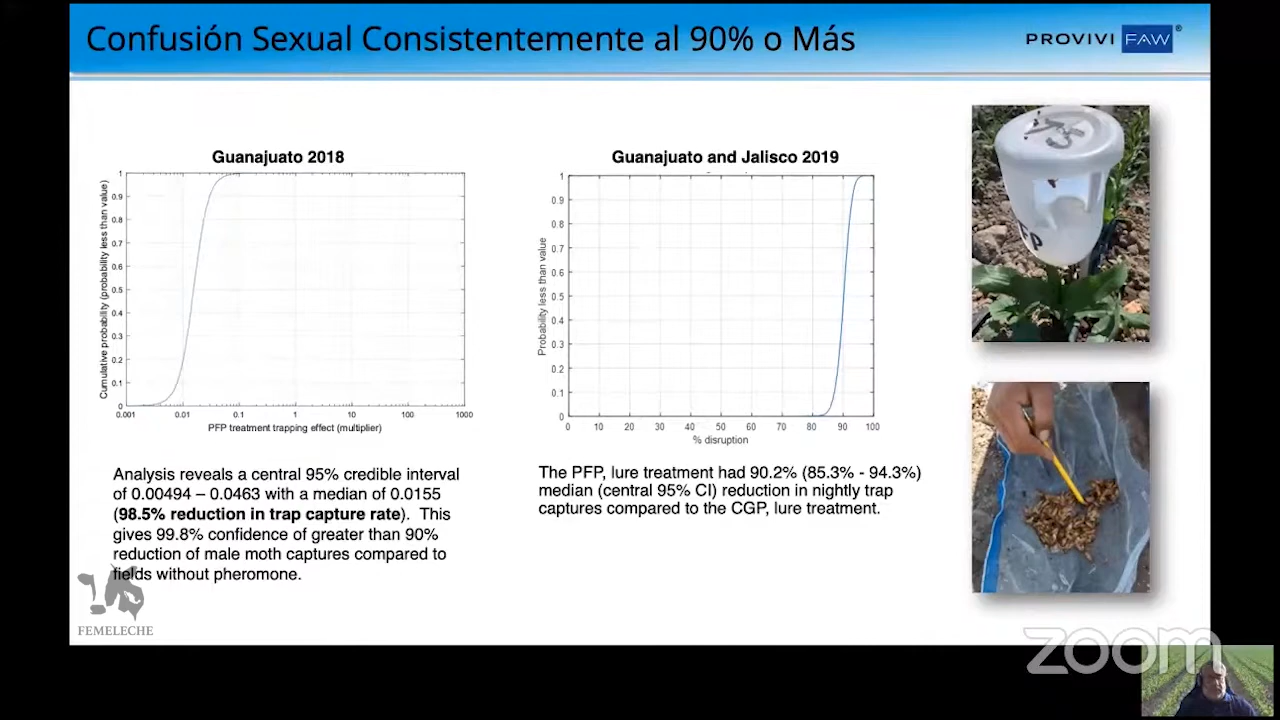 Confusión Sexual Consistentemente al 90% o Más
PROVIVI FAW®
Guanajuato 2018
Cumulative probability (probability less than value)
1
0.9
0.8
0.7
0.6
0.5
0.4
0.3
0.2
0.1
0
0.001 0.01 0.1 1 10 100 1000
PFP treatment trapping effect (multiplier)
Analysis reveals a central 95% credible interval
of 0.00494 – 0.0463 with a median of 0.0155
(98.5% reduction in trap capture rate). This
gives 99.8% confidence of greater than 90%
reduction of male moth captures compared to
fields without pheromone.
Guanajuato and Jalisco 2019
Probability less than value
1
0.9
0.8
0.7
0.6
0.5
0.4
0.3
0.2
0.1
0
0 10 20 30 40 50 60 70 80 90 100
% disruption
The PFP, lure treatment had 90.2% (85.3% - 94.3%)
median (central 95% CI) reduction in nightly trap
captures compared to the CGP, lure treatment.
FEMELECHE
zoom